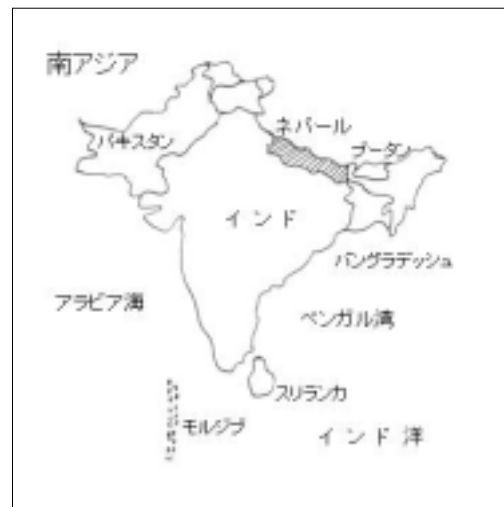 南アジア
ネパール
パキスタン
ブータン
インド
バングラデッシュ
アラビア海
ベンガル湾
スリランカ
モルジブ
インド洋